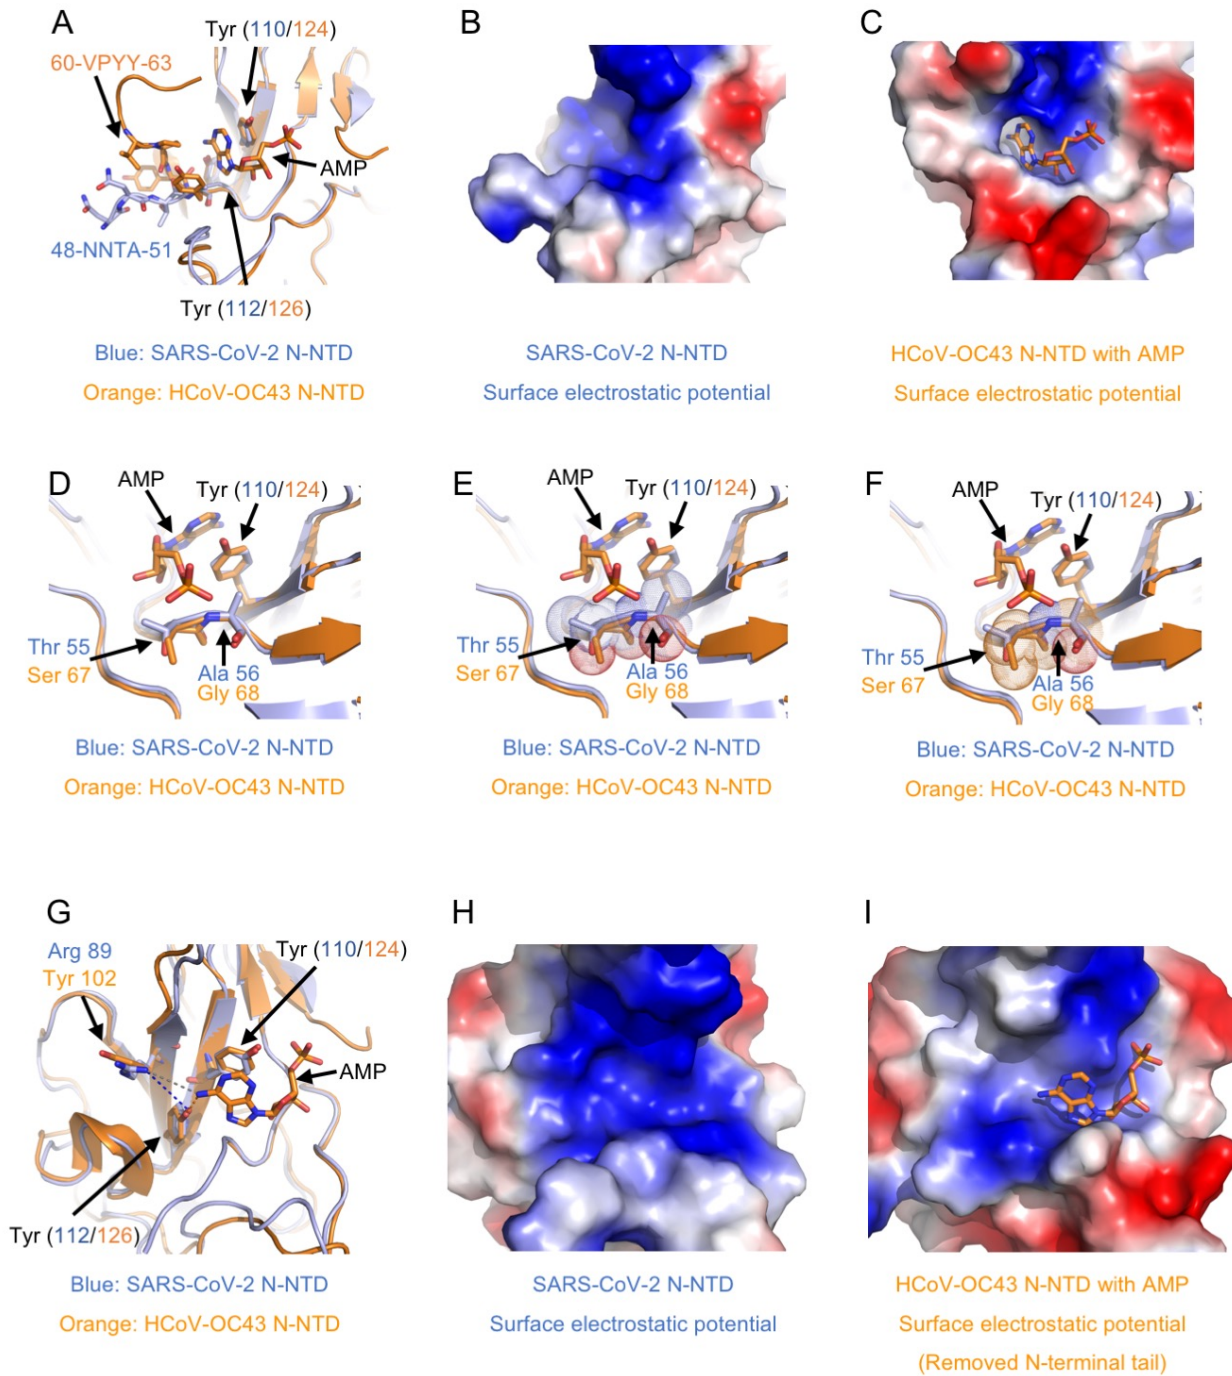 A
Tyr (110/124)
60-VPYY-63
AMP
48-NNTA-51
Tyr (112/126)
Blue: SARS-CoV-2 N-NTD
Orange: HCoV-OC43 N-NTD
B
SARS-CoV-2 N-NTD
Surface electrostatic potential
C
HCoV-OC43 N-NTD with AMP
Surface electrostatic potential
D
AMP
Tyr (110/124)
Thr 55
Ser 67
Ala 56
Gly 68
Blue: SARS-CoV-2 N-NTD
Orange: HCoV-OC43 N-NTD
E
AMP
Tyr (110/124)
Thr 55
Ser 67
Ala 56
Gly 68
Blue: SARS-CoV-2 N-NTD
Orange: HCoV-OC43 N-NTD
F
AMP
Tyr (110/124)
Thr 55
Ser 67
Ala 56
Gly 68
Blue: SARS-CoV-2 N-NTD
Orange: HCoV-OC43 N-NTD
G
Arg 89
Tyr 102
Tyr (110/124)
AMP
Tyr (112/126)
Blue: SARS-CoV-2 N-NTD
Orange: HCoV-OC43 N-NTD
H
SARS-CoV-2 N-NTD
Surface electrostatic potential
I
HCoV-OC43 N-NTD with AMP
Surface electrostatic potential
(Removed N-terminal tail)